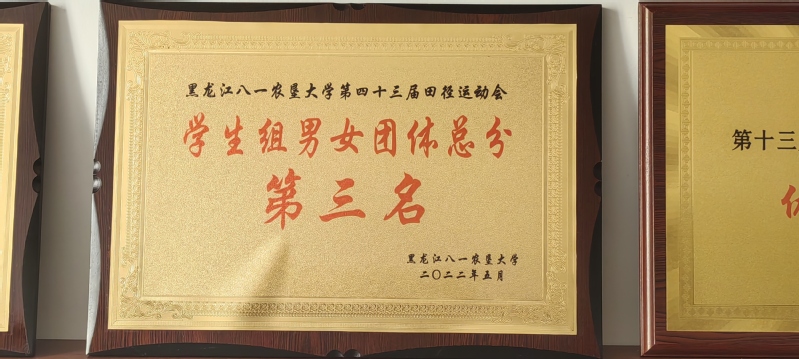 黑龙江八一农垦大学第四十三届田径运动会
学生组男女团体总分
第三名
黑龙江八一农垦大学
二〇二二年五月
第十三